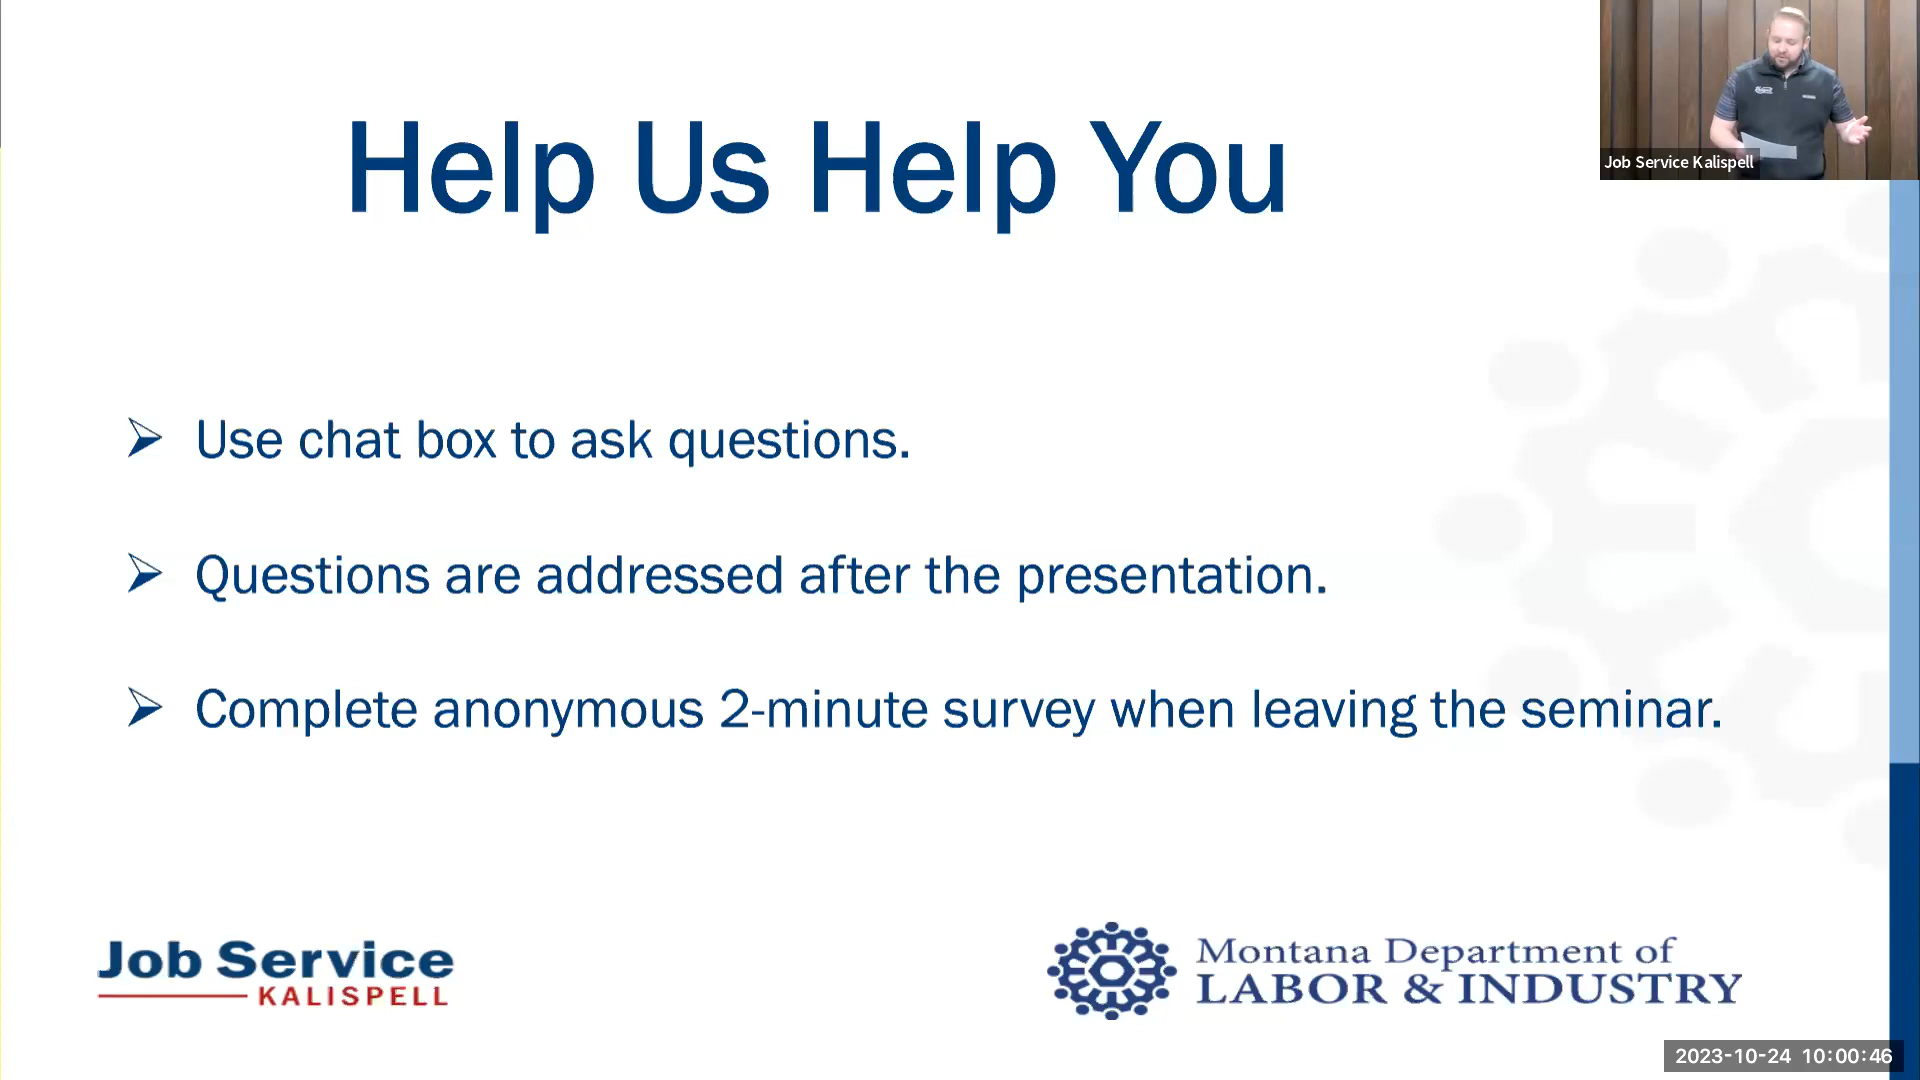 Help Us Help You
Job Service Kalispell
Use chat box to ask questions.
Questions are addressed after the presentation.
Complete anonymous 2-minute survey when leaving the seminar.
Job Service
KALISPELL
Montana Department of
LABOR & INDUSTRY
2023-10-24 10:00:46